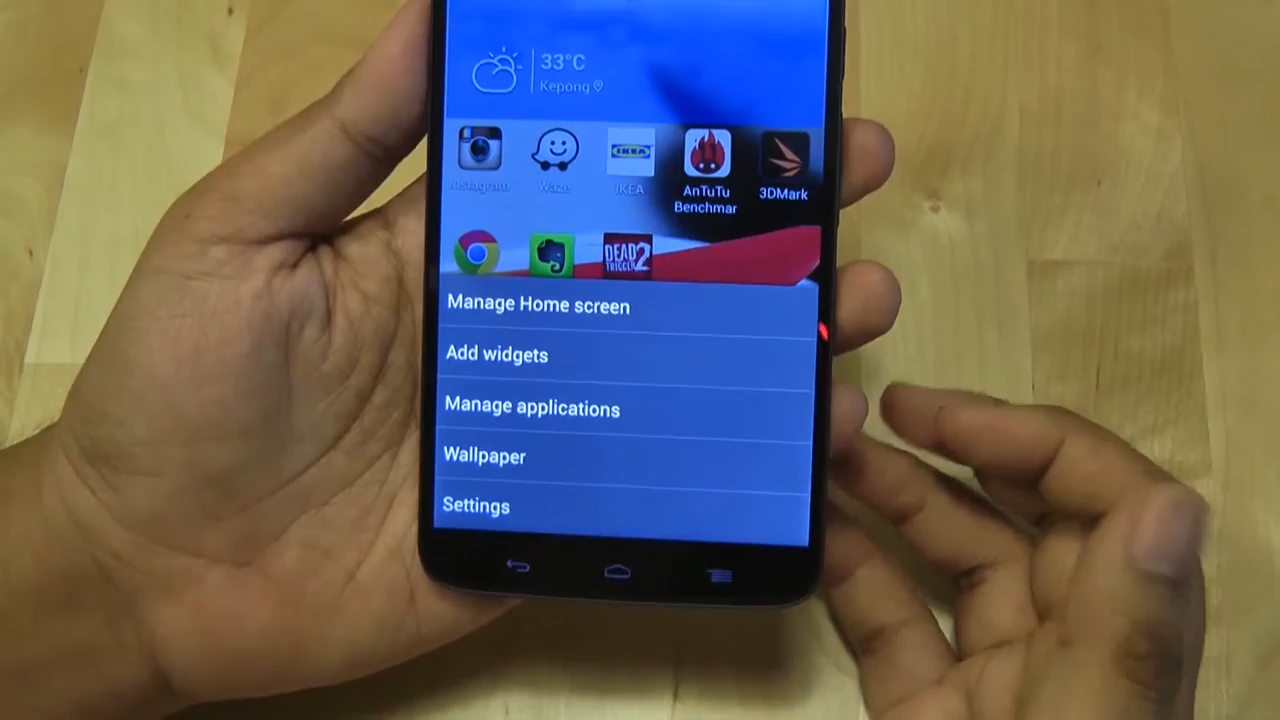 33°C
Kepong
Instagram Waze IKEA AnTuTu Benchmar 3DMark
IKEA
DEAD
TRIGGER 2
Manage Home screen
Add widgets
Manage applications
Wallpaper
Settings